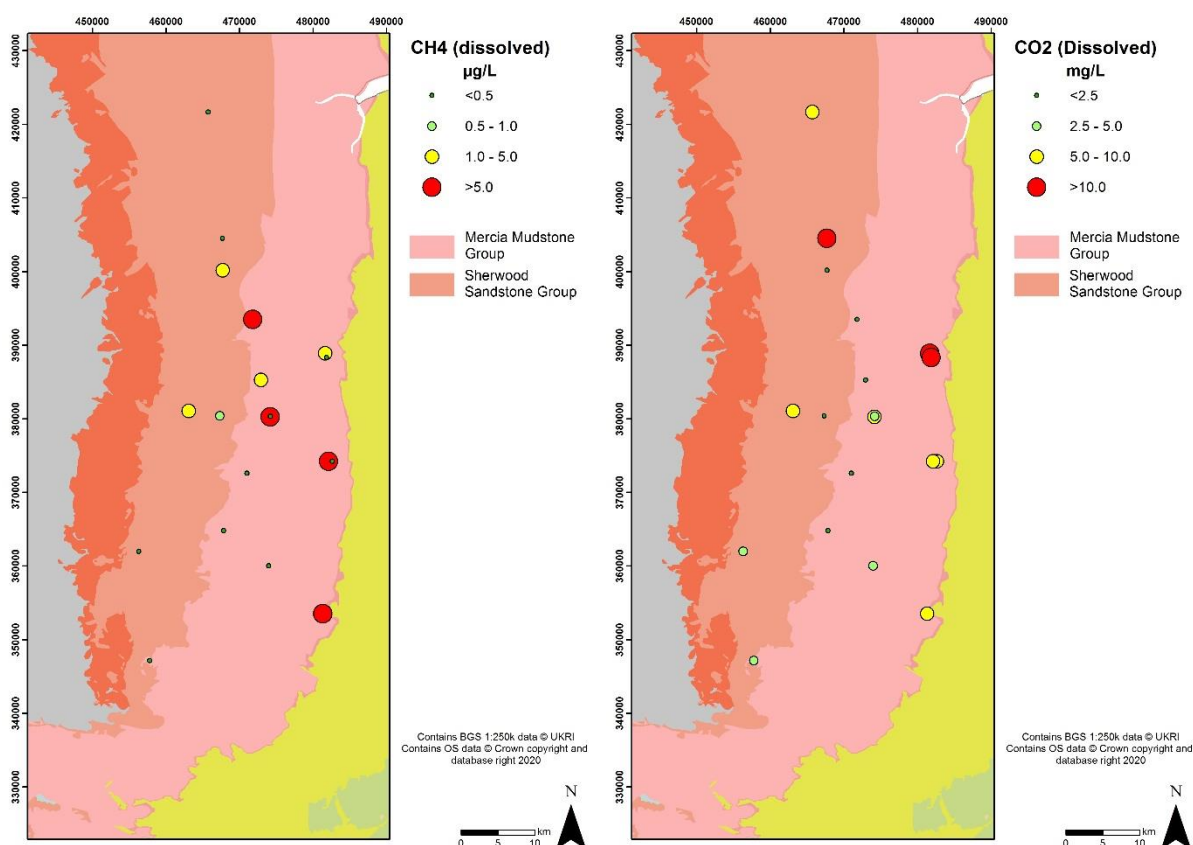 450000 460000 470000 480000 490000
430000
420000
410000
400000
390000
380000
370000
360000
350000
340000
330000
CH4 (dissolved)
µg/L
<0.5
0.5 - 1.0
1.0 - 5.0
>5.0
Mercia Mudstone
Group
Sherwood
Sandstone Group
Contains BGS 1:250k data © UKRI
Contains OS data © Crown copyright and
database right 2020
N
km
0 5 10
450000 460000 470000 480000 490000
430000
420000
410000
400000
390000
380000
370000
360000
350000
340000
330000
CO2 (Dissolved)
mg/L
<2.5
2.5 - 5.0
5.0 - 10.0
>10.0
Mercia Mudstone
Group
Sherwood
Sandstone Group
Contains BGS 1:250k data © UKRI
Contains OS data © Crown copyright and
database right 2020
N
km
0 5 10